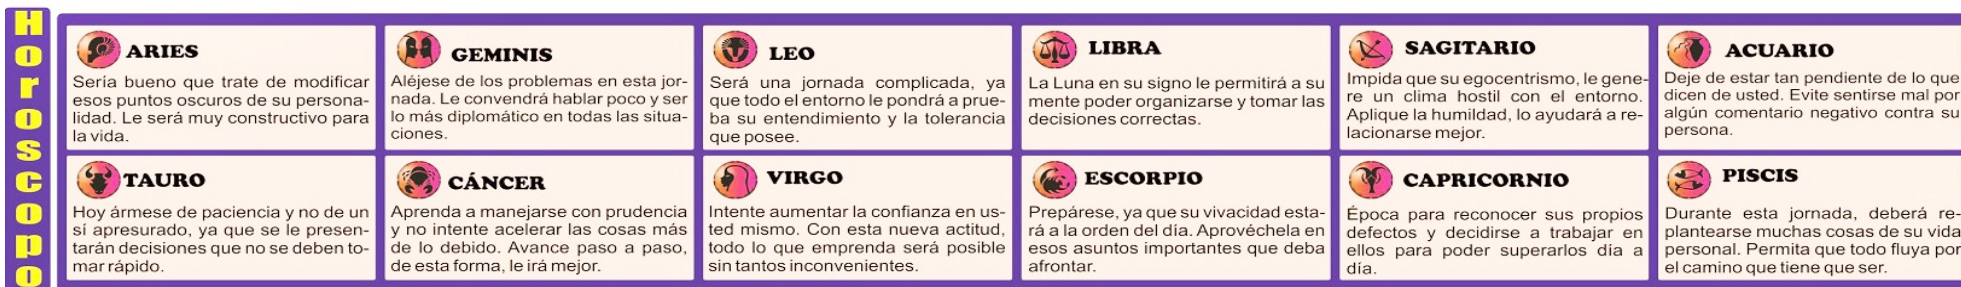 Horoscopo
ARIES
Sería bueno que trate de modificar
esos puntos oscuros de su persona-
lidad. Le será muy constructivo para
la vida.
TAURO
Hoy ármese de paciencia y no de un
sí apresurado, ya que se le presen-
tarán decisiones que no se deben to-
mar rápido.
GEMINIS
Aléjese de los problemas en esta jor-
nada. Le convendrá hablar poco y ser
lo más diplomático en todas las situa-
ciones.
CÁNCER
Aprenda a manejarse con prudencia
y no intente acelerar las cosas más
de lo debido. Avance paso a paso,
de esta forma, le irá mejor.
LEO
Será una jornada complicada, ya
que todo el entorno le pondrá a prue-
ba su entendimiento y la tolerancia
que posee.
VIRGO
Intente aumentar la confianza en us-
ted mismo. Con esta nueva actitud,
todo lo que emprenda será posible
sin tantos inconvenientes.
LIBRA
La Luna en su signo le permitirá a su
mente poder organizarse y tomar las
decisiones correctas.
ESCORPIO
Prepárese, ya que su vivacidad esta-
rá a la orden del día. Aprovéchela en
esos asuntos importantes que deba
afrontar.
SAGITARIO
Impida que su egocentrismo, le gene-
re un clima hostil con el entorno.
Aplique la humildad, lo ayudará a re-
lacionarse mejor.
CAPRICORNIO
Época para reconocer sus propios
defectos y decidirse a trabajar en
ellos para poder superarlos día a
día.
ACUARIO
Deje de estar tan pendiente de lo que
dicen de usted. Evite sentirse mal por
algún comentario negativo contra su
persona.
PISCIS
Durante esta jornada, deberá re-
plantearse muchas cosas de su vida
personal. Permita que todo fluya por
el camino que tiene que ser.